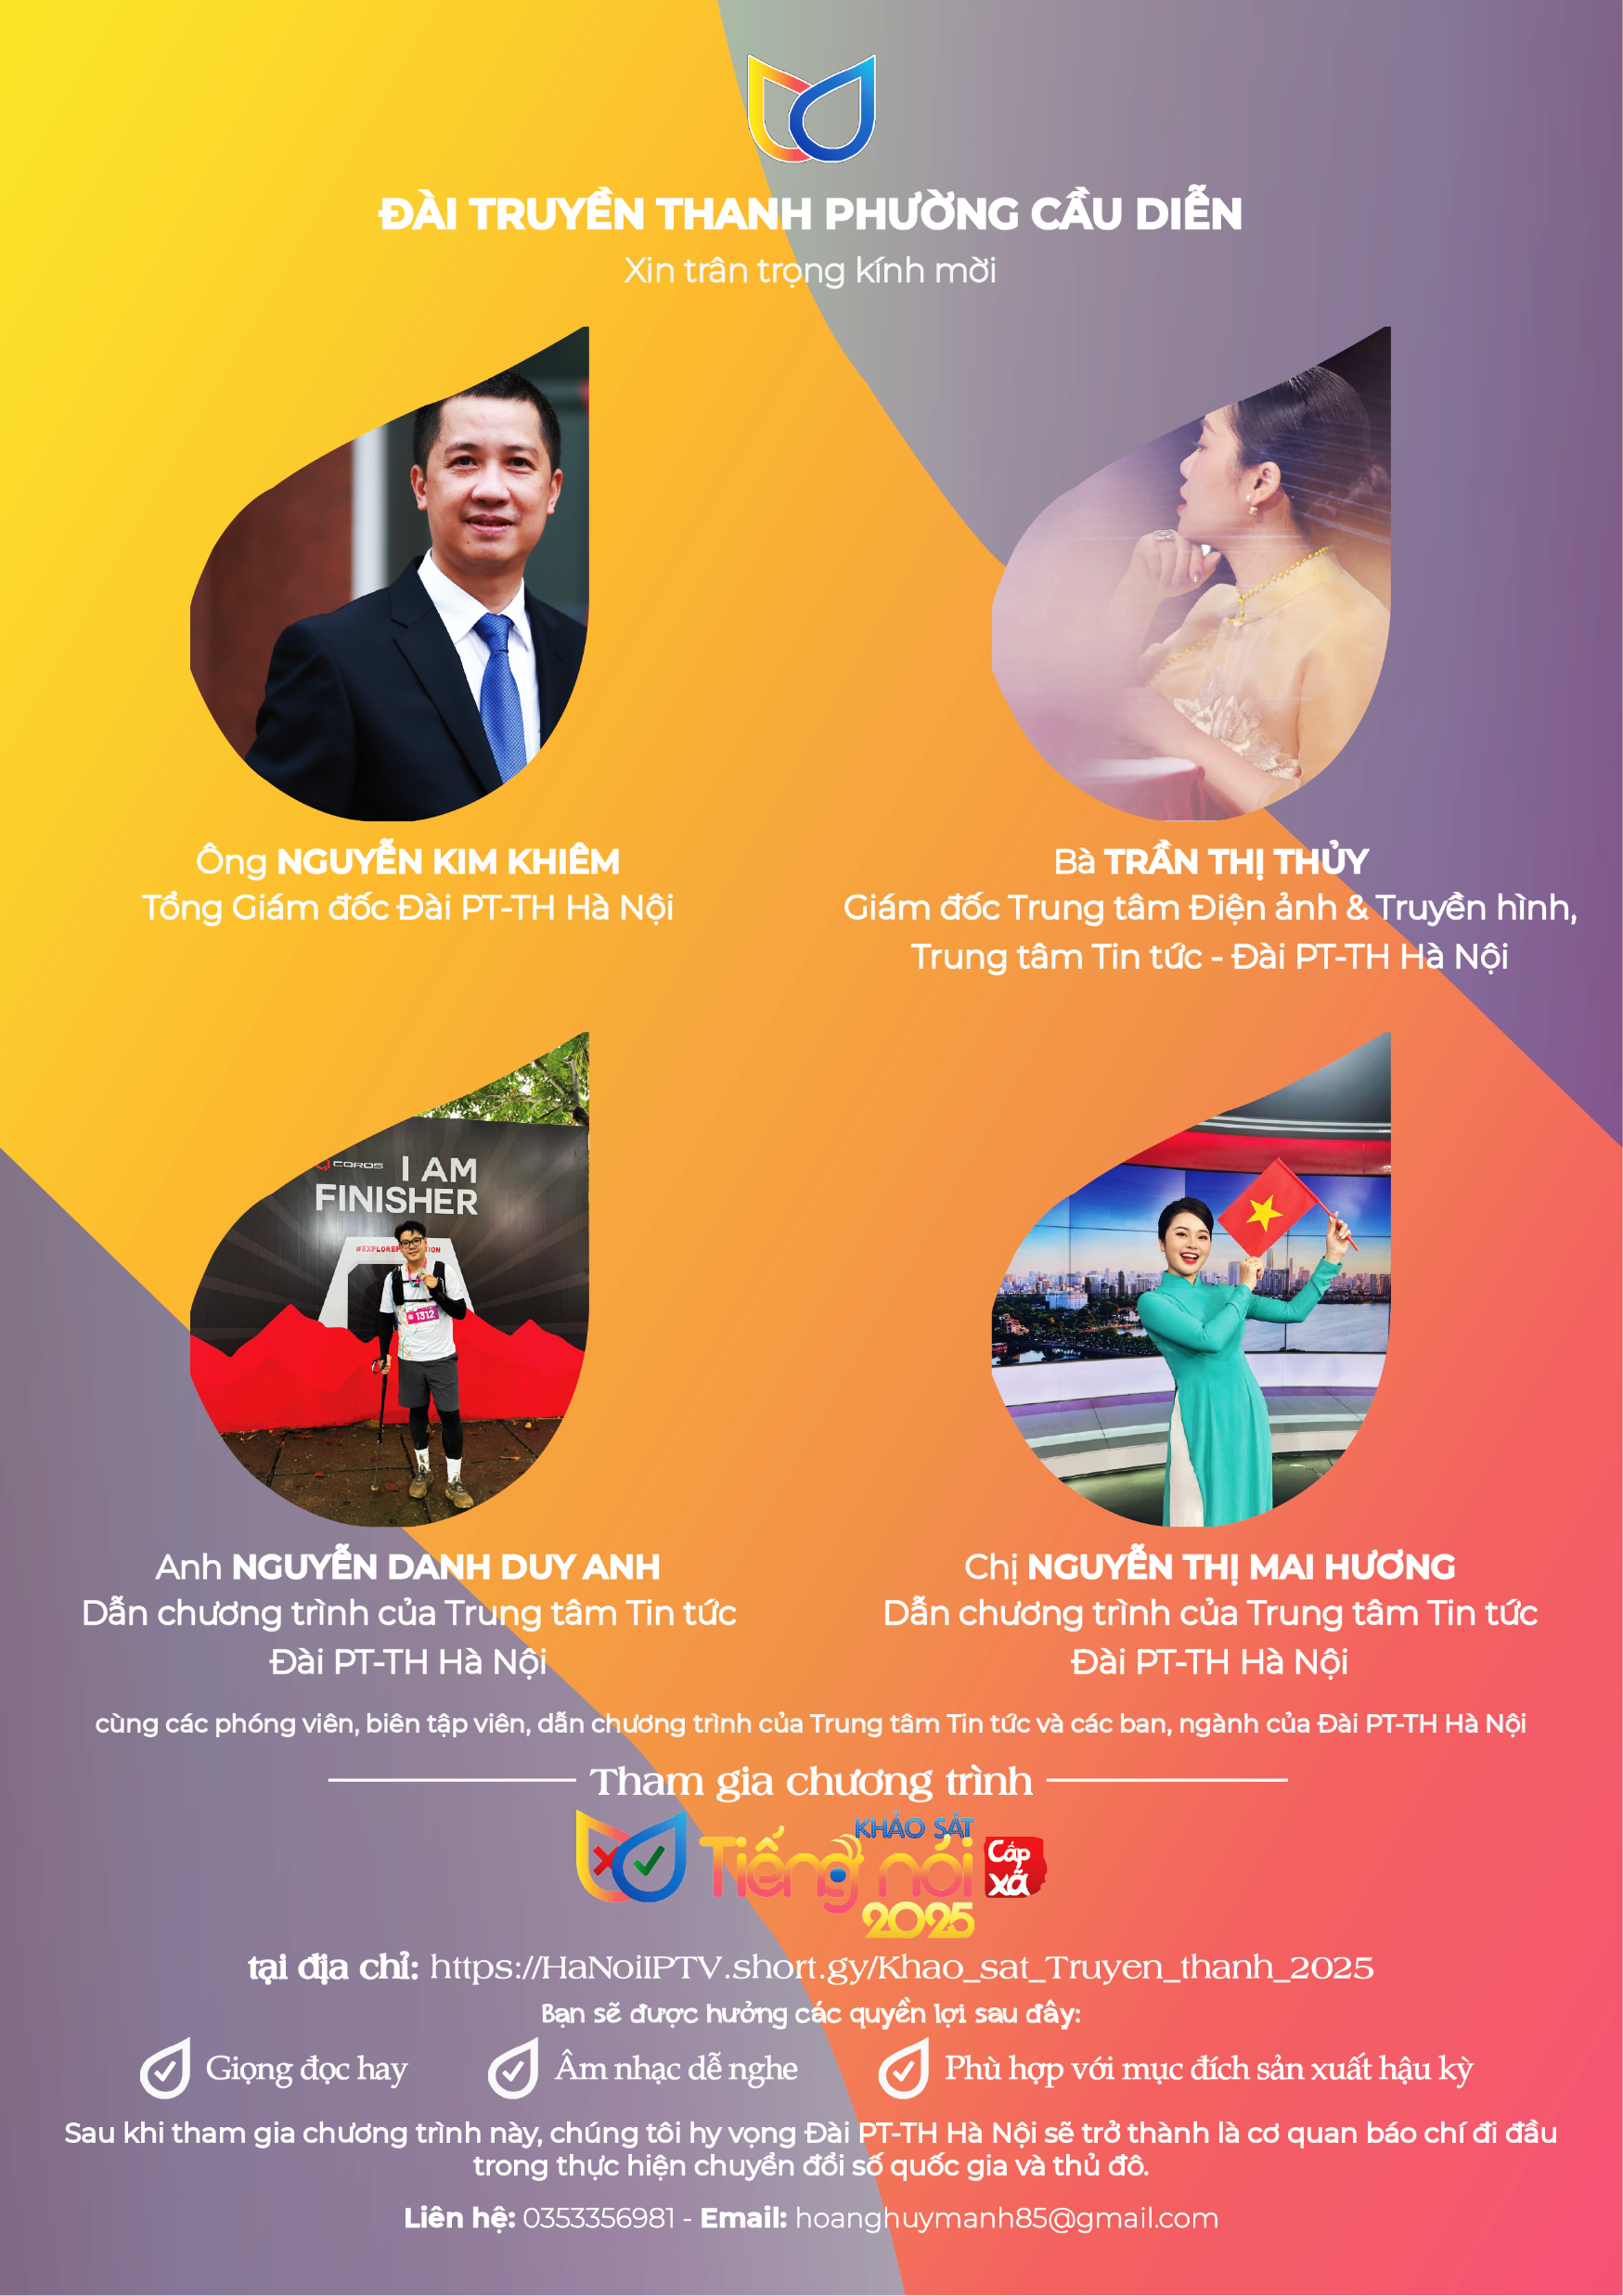 ĐÀI TRUYỀN THANH PHƯỜNG CẦU DIỄN
Xin trân trọng kính mời
Ông NGUYỄN KIM KHIÊM
Tổng Giám đốc Đài PT-TH Hà Nội
Bà TRẦN THỊ THỦY
Giám đốc Trung tâm Điện ảnh & Truyền hình,
Trung tâm Tin tức - Đài PT-TH Hà Nội
COROS
I AM
FINISHER
1312
Anh NGUYỄN DANH DUY ANH
Dẫn chương trình của Trung tâm Tin tức
Đài PT-TH Hà Nội
Chị NGUYỄN THỊ MAI HƯƠNG
Dẫn chương trình của Trung tâm Tin tức
Đài PT-TH Hà Nội
cùng các phóng viên, biên tập viên, dẫn chương trình của Trung tâm Tin tức và các ban, ngành của Đài PT-TH Hà Nội
Tham gia chương trình
KHẢO SÁT
Tiếng nói
Cấp
xã
2025
tại địa chỉ: https://HaNoiIPTV.short.gy/Khao_sat_Truyen_thanh_2025
Bạn sẽ được hưởng các quyền lợi sau đây:
Giọng đọc hay
Âm nhạc dễ nghe
Phù hợp với mục đích sản xuất hậu kỳ
Sau khi tham gia chương trình này, chúng tôi hy vọng Đài PT-TH Hà Nội sẽ trở thành là cơ quan báo chí đi đầu
trong thực hiện chuyển đổi số quốc gia và thủ đô.
Liên hệ: 0353356981 - Email: hoanghuymanh85@gmail.com